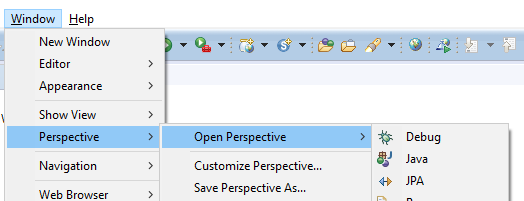 Window Help
New Window
Editor
Appearance
Show View
Perspective
Open Perspective
Debug
Navigation
Customize Perspective...
Java
Web Browser
Save Perspective As...
JPA